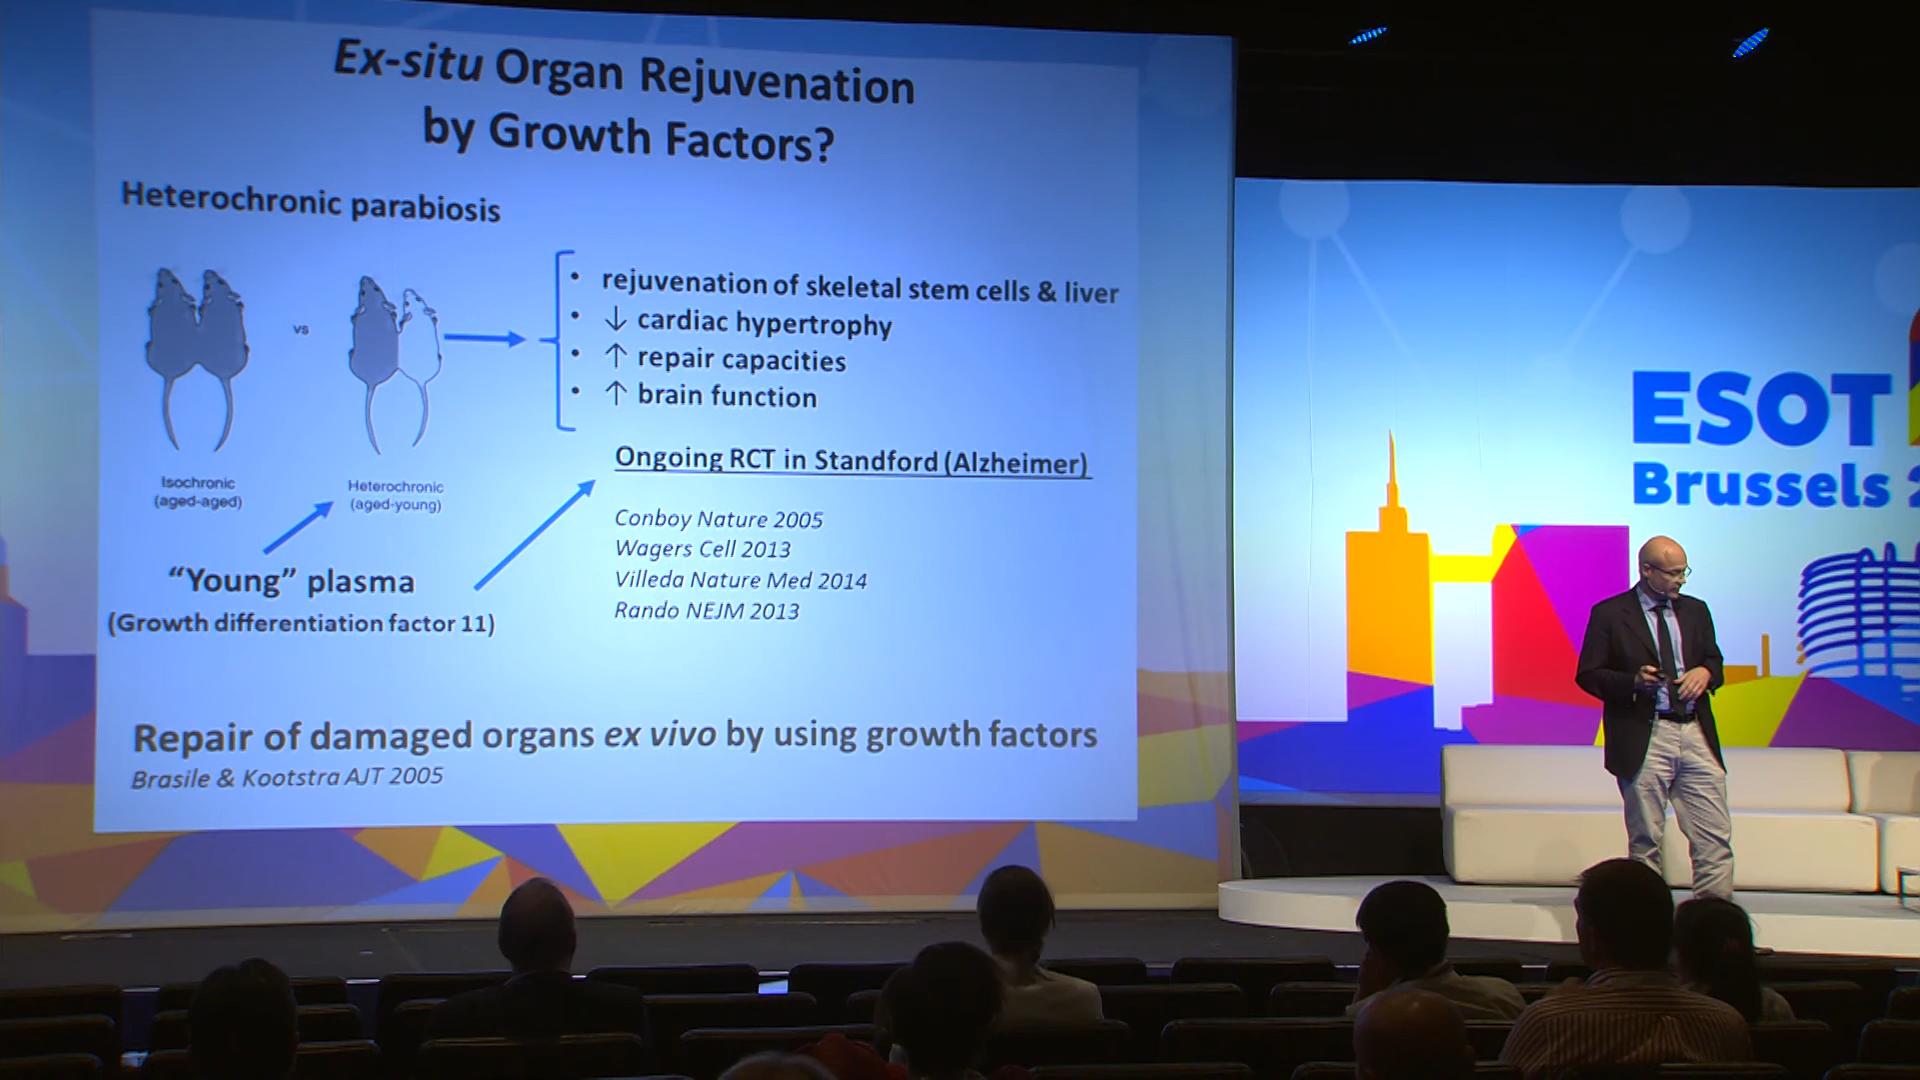 Ex-situ Organ Rejuvenation
by Growth Factors?
Heterochronic parabiosis
vs
Isochronic
(aged-aged)
Heterochronic
(aged-young)
• rejuvenation of skeletal stem cells & liver
• ↓ cardiac hypertrophy
• ↑ repair capacities
• ↑ brain function
Ongoing RCT in Standford (Alzheimer)
"Young" plasma
(Growth differentiation factor 11)
Conboy Nature 2005
Wagers Cell 2013
Villeda Nature Med 2014
Rando NEJM 2013
Repair of damaged organs ex vivo by using growth factors
Brasile & Kootstra AJT 2005
ESOT
Brussels